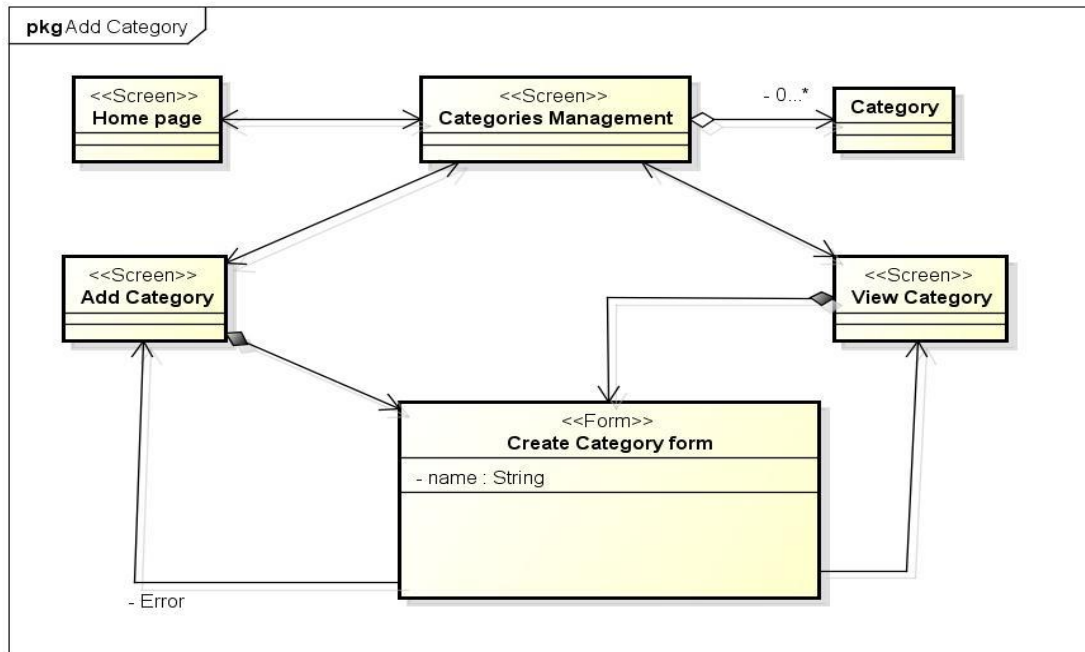 pkg Add Category
<<Screen>>
Home page
<<Screen>>
Categories Management
- 0...*
Category
<<Screen>>
Add Category
<<Screen>>
View Category
<<Form>>
Create Category form
- name : String
- Error